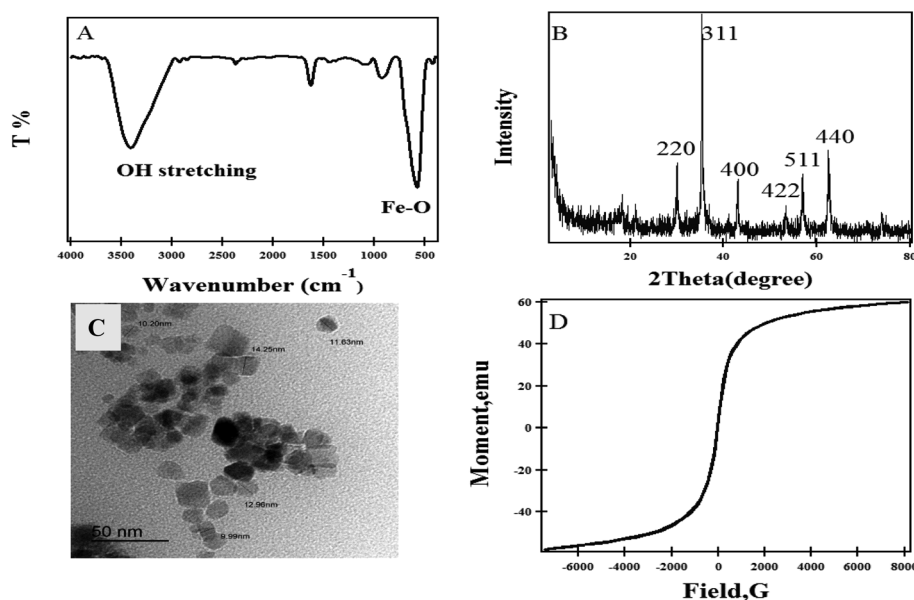 A
T %
OH stretching
Fe-O
4000 3500 3000 2500 2000 1500 1000 500
Wavenumber (cm⁻¹)
B
Intensity
311
220
400
422
511
440
20 40 60 80
2Theta(degree)
C
10.20nm
14.25nm
11.63nm
12.96nm
9.99nm
50 nm
D
Moment,emu
60
40
20
0
-20
-40
-6000 -4000 -2000 0 2000 4000 6000 8000
Field,G